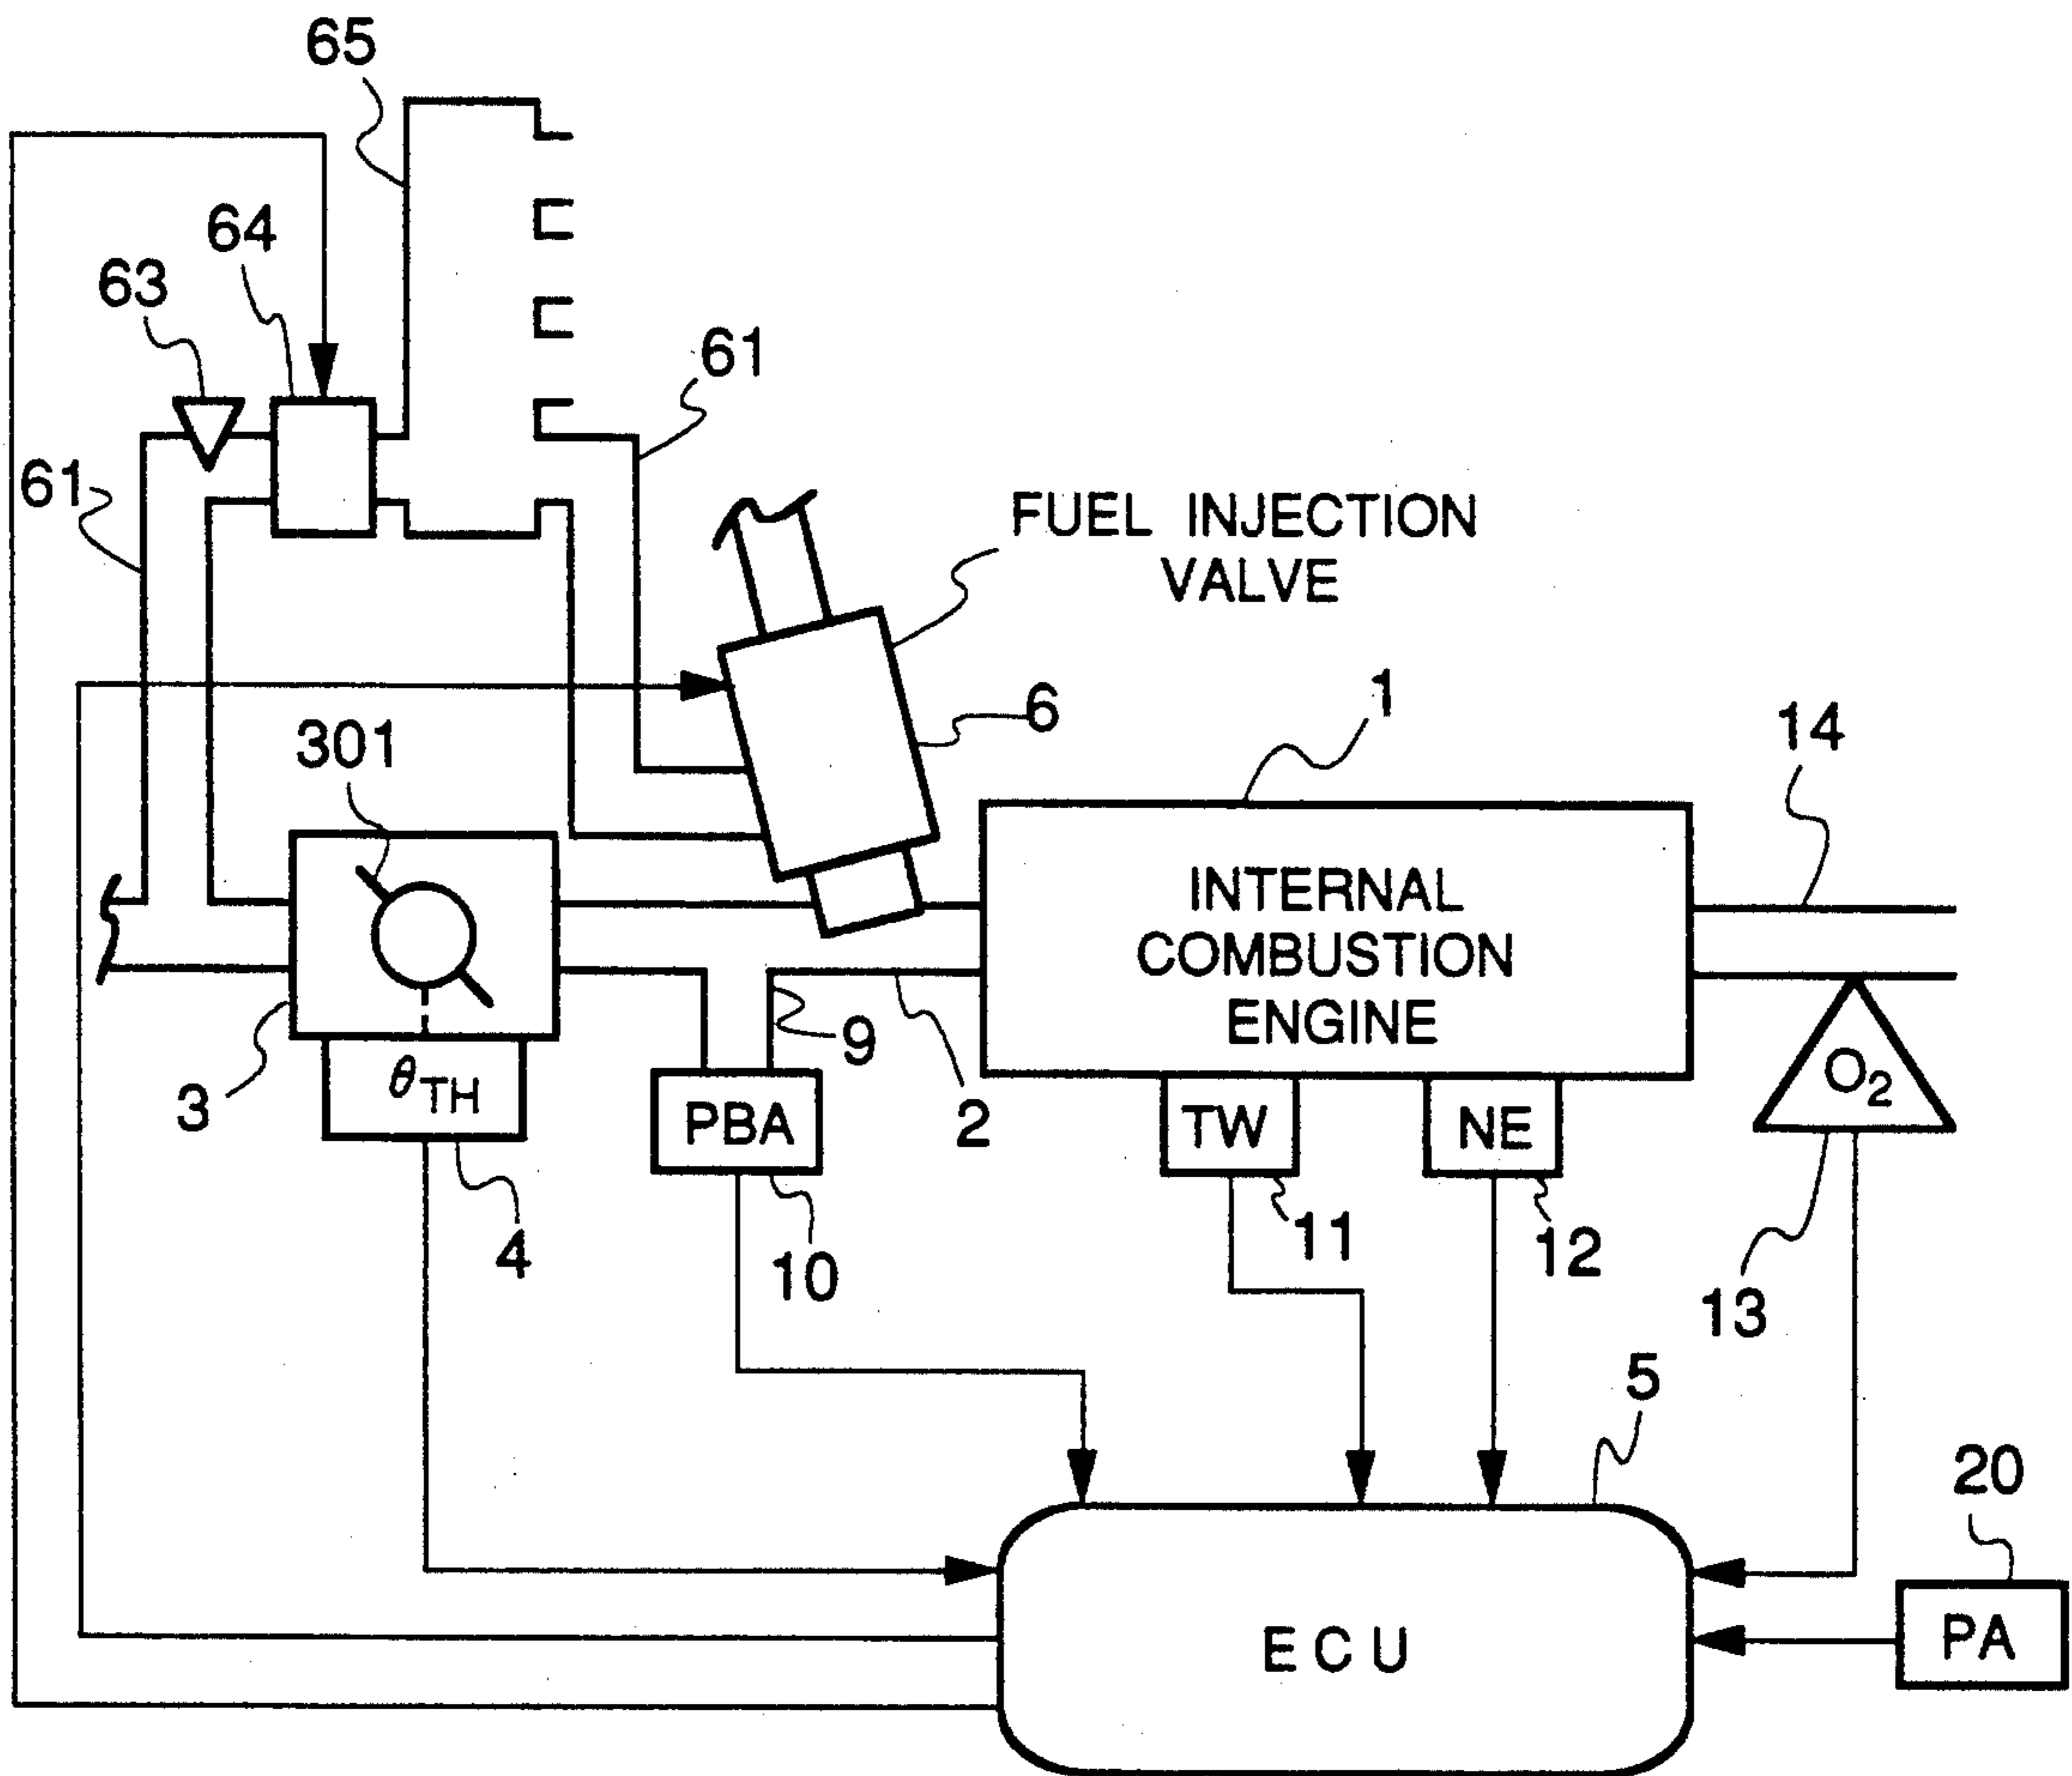 65
64
63
61
61
FUEL INJECTION
VALVE
6
1
14
301
INTERNAL
COMBUSTION
ENGINE
3
θTH
9
PBA
2
TW
NE
O2
4
10
11
12
13
5
20
ECU
PA